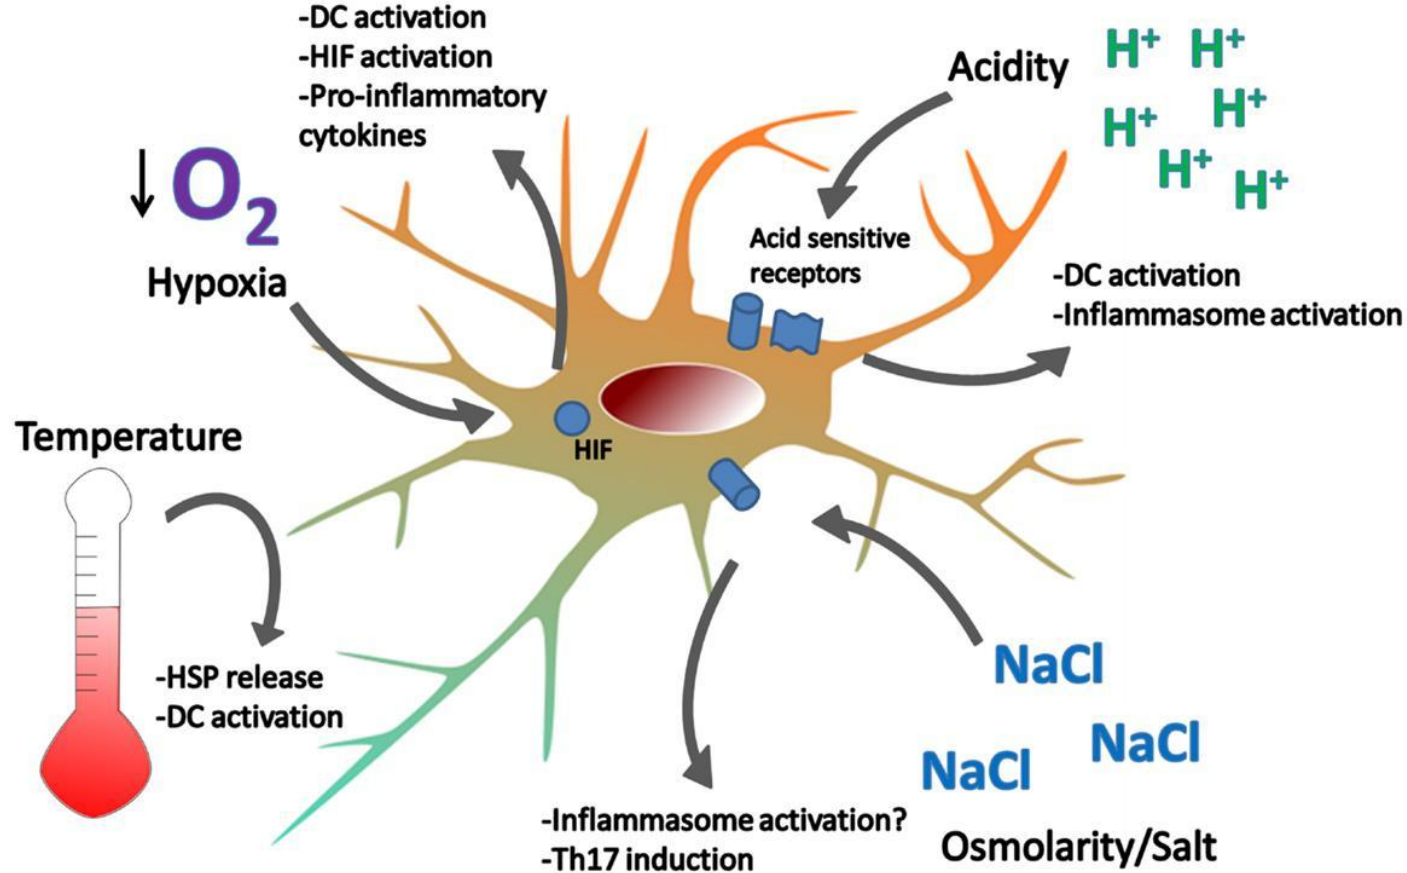 -DC activation
-HIF activation
-Pro-inflammatory
cytokines
↓ O2
Hypoxia
Temperature
-HSP release
-DC activation
HIF
Acidity
H+ H+
H+ H+
H+ H+
Acid sensitive
receptors
-DC activation
-Inflammasome activation
NaCl
NaCl
NaCl
Osmolarity/Salt
-Inflammasome activation?
-Th17 induction